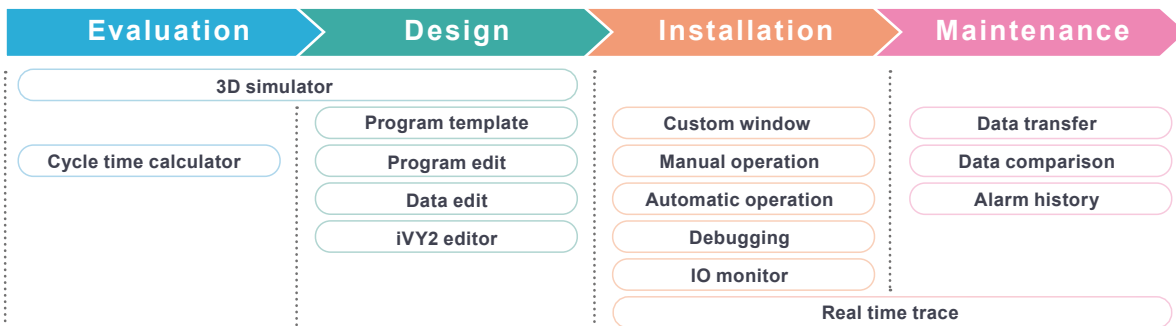 Evaluation Design Installation Maintenance
3D simulator
Program template Custom window Data transfer
Cycle time calculator Program edit Manual operation Data comparison
Data edit Automatic operation Alarm history
iVY2 editor Debugging
IO monitor
Real time trace